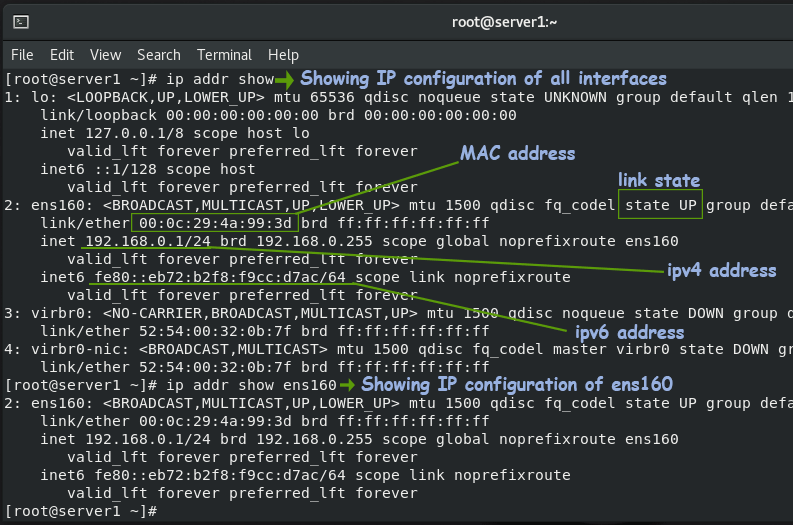 root@server1:~
File Edit View Search Terminal Help
[root@server1 ~]# ip addr show Showing IP configuration of all interfaces
1: lo: <LOOPBACK,UP,LOWER_UP> mtu 65536 qdisc noqueue state UNKNOWN group default qlen 1
link/loopback 00:00:00:00:00:00 brd 00:00:00:00:00:00
inet 127.0.0.1/8 scope host lo
valid_lft forever preferred_lft forever
MAC address
inet6 ::1/128 scope host
link state
valid_lft forever preferred_lft forever
2: ens160: <BROADCAST,MULTICAST,UP,LOWER_UP> mtu 1500 qdisc fq_codel state UP group defa
link/ether 00:0c:29:4a:99:3d brd ff:ff:ff:ff:ff:ff
inet 192.168.0.1/24 brd 192.168.0.255 scope global noprefixroute ens160
valid_lft forever preferred_lft forever
ipv4 address
inet6 fe80::eb72:b2f8:f9cc:d7ac/64 scope link noprefixroute
valid_lft forever preferred_lft forever
3: virbr0: <NO-CARRIER,BROADCAST,MULTICAST,UP> mtu 1500 qdisc noqueue state DOWN group d
link/ether 52:54:00:32:0b:7f brd ff:ff:ff:ff:ff:ff
ipv6 address
4: virbr0-nic: <BROADCAST,MULTICAST> mtu 1500 qdisc fq_codel master virbr0 state DOWN gr
link/ether 52:54:00:32:0b:7f brd ff:ff:ff:ff:ff:ff
[root@server1 ~]# ip addr show ens160 Showing IP configuration of ens160
2: ens160: <BROADCAST,MULTICAST,UP,LOWER_UP> mtu 1500 qdisc fq_codel state UP group defa
link/ether 00:0c:29:4a:99:3d brd ff:ff:ff:ff:ff:ff
inet 192.168.0.1/24 brd 192.168.0.255 scope global noprefixroute ens160
valid_lft forever preferred_lft forever
inet6 fe80::eb72:b2f8:f9cc:d7ac/64 scope link noprefixroute
valid_lft forever preferred_lft forever
[root@server1 ~]#